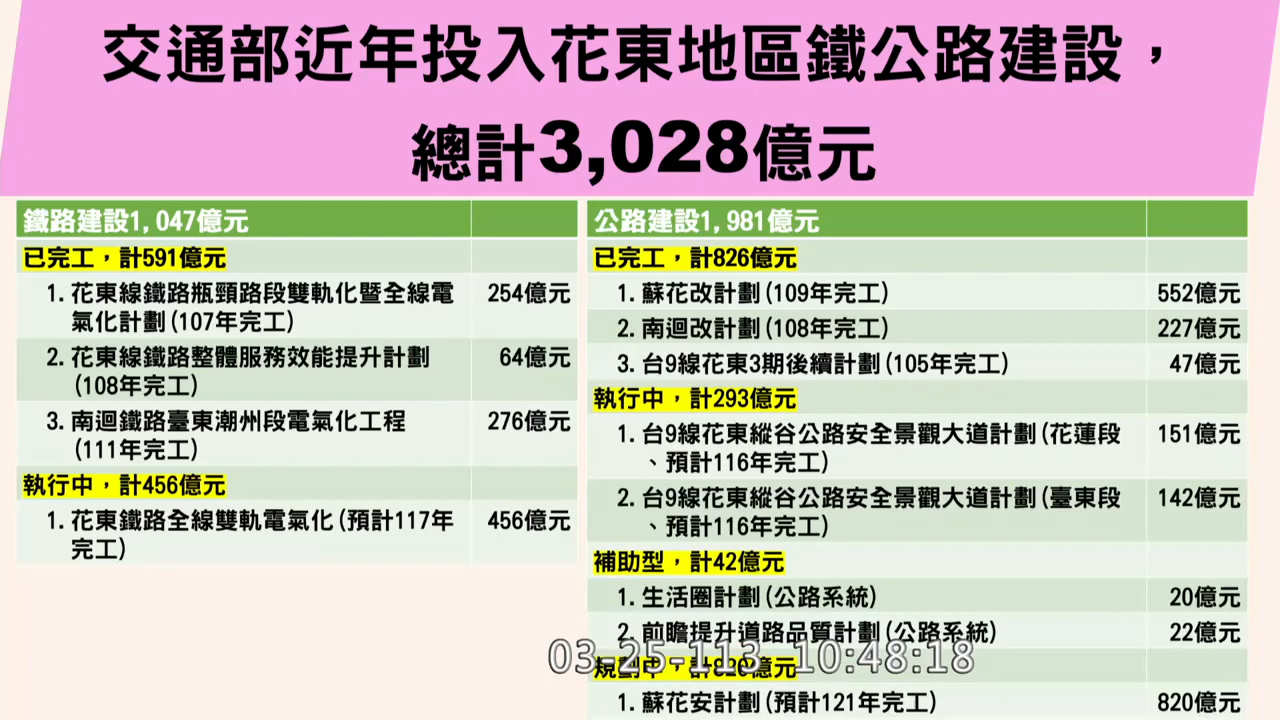 交通部近年投入花東地區鐵公路建設，
總計3,028億元
鐵路建設1,047億元
已完工，計591億元
1.花東線鐵路瓶頸路段雙軌化暨全線電 254億元
氣化計劃(107年完工)
2.花東線鐵路整體服務效能提升計劃 64億元
(108年完工)
3.南迴鐵路臺東潮州段電氣化工程 276億元
(111年完工)
執行中，計456億元
1.花東鐵路全線雙軌電氣化(預計117年 456億元
完工)
公路建設1,981億元
已完工，計826億元
1.蘇花改計劃(109年完工) 552億元
2.南迴改計劃(108年完工) 227億元
3.台9線花東3期後續計劃(105年完工) 47億元
執行中，計293億元
1.台9線花東縱谷公路安全景觀大道計劃(花蓮段 151億元
、預計116年完工)
2.台9線花東縱谷公路安全景觀大道計劃(臺東段 142億元
、預計116年完工)
補助型，計42億元
1.生活圈計劃(公路系統) 20億元
2.前瞻提升道路品質計劃(公路系統) 22億元
規劃中，計820億元
03-25-113 10:48:18
1.蘇花安計劃(預計121年完工) 820億元